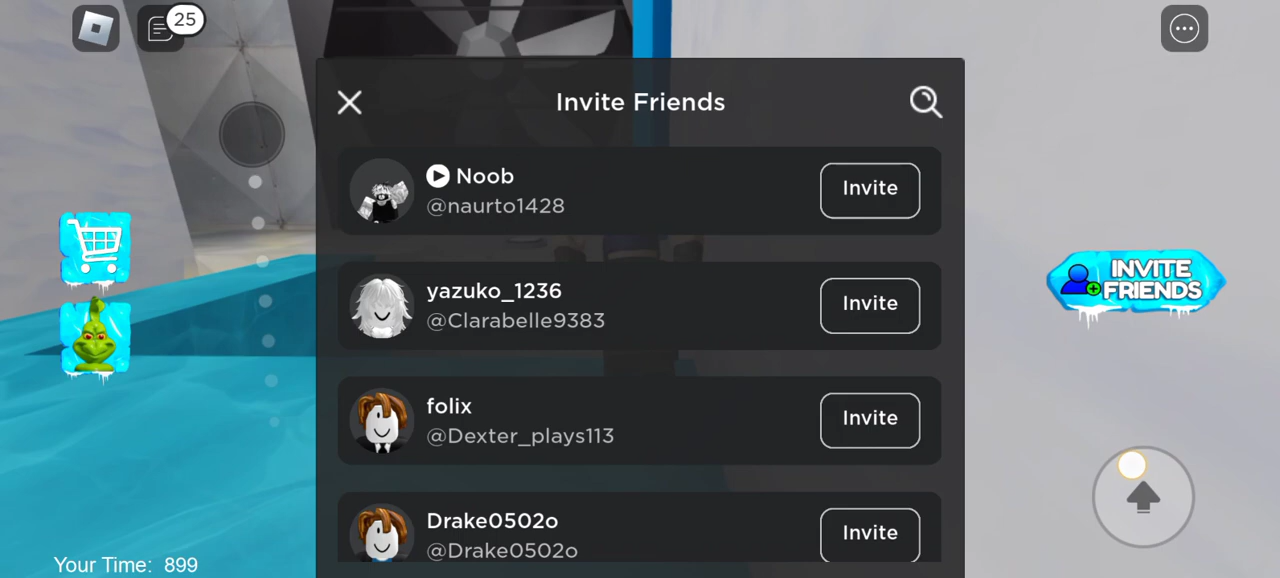 25
Invite Friends
Noob
@naurto1428
Invite
yazuko_1236
@Clarabelle9383
Invite
folix
@Dexter_plays113
Invite
Drake0502o
@Drake0502o
Invite
INVITE
FRIENDS
Your Time: 899